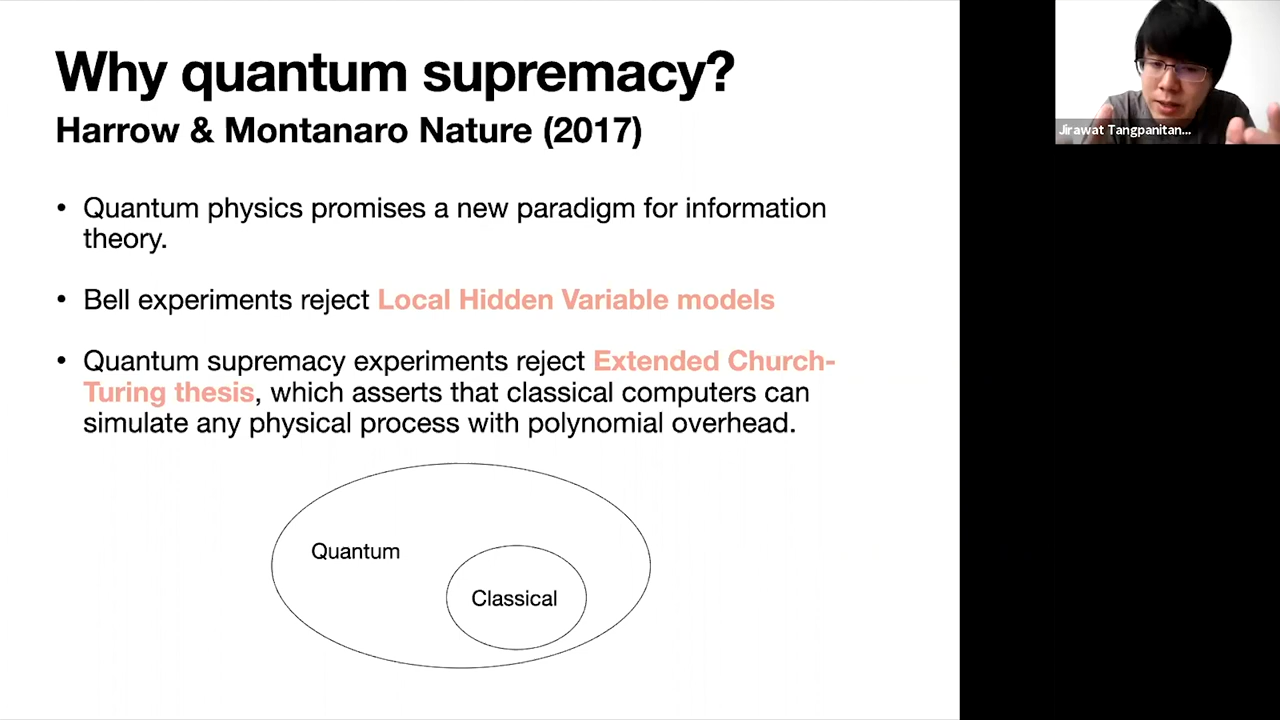 Why quantum supremacy?
Harrow & Montanaro Nature (2017)
• Quantum physics promises a new paradigm for information
theory.
• Bell experiments reject Local Hidden Variable models
• Quantum supremacy experiments reject Extended Church-
Turing thesis, which asserts that classical computers can
simulate any physical process with polynomial overhead.
Quantum
Classical
Jirawat Tangpanitan...